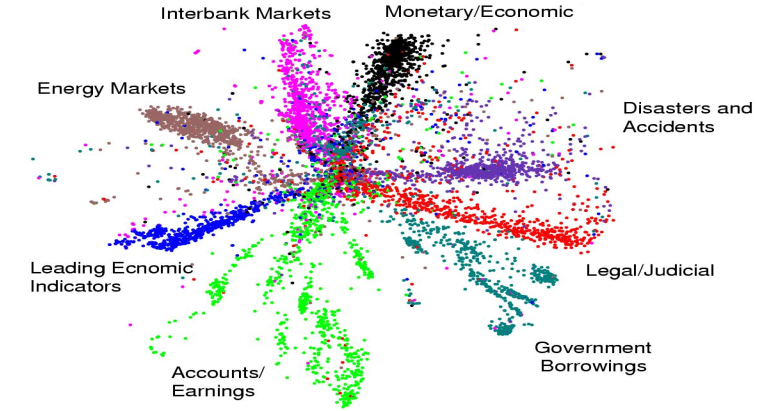 Interbank Markets
Monetary/Economic
Energy Markets
Disasters and
Accidents
Leading Ecnomic
Indicators
Legal/Judicial
Government
Borrowings
Accounts/
Earnings